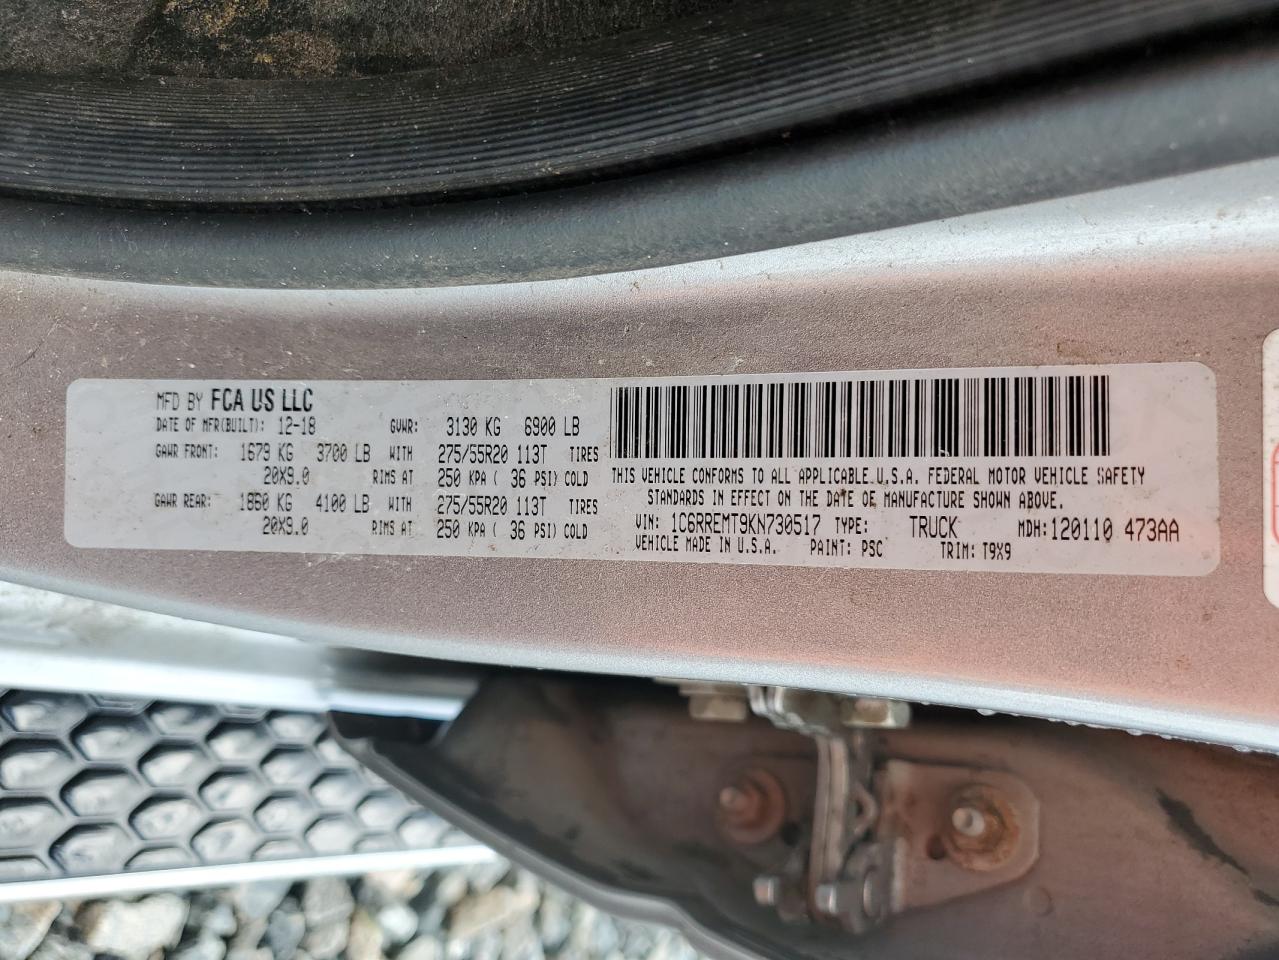 MFD BY FCA US LLC
DATE OF MFR(BUILT): 12-18 GVWR: 3130 KG 6900 LB
GAWR FRONT: 1679 KG 3700 LB WITH 275/55R20 113T TIRES
20X9.0 RIMS AT 250 KPA ( 36 PSI) COLD
GAWR REAR: 1860 KG 4100 LB WITH 275/55R20 113T TIRES
20X9.0 RIMS AT 250 KPA ( 36 PSI) COLD
THIS VEHICLE CONFORMS TO ALL APPLICABLE U.S.A. FEDERAL MOTOR VEHICLE SAFETY
STANDARDS IN EFFECT ON THE DATE OF MANUFACTURE SHOWN ABOVE.
VIN: 1C6RREMT9KN730517 TYPE: TRUCK MDH: 120110 473AA
VEHICLE MADE IN U.S.A. PAINT: PSC TRIM: T9X9